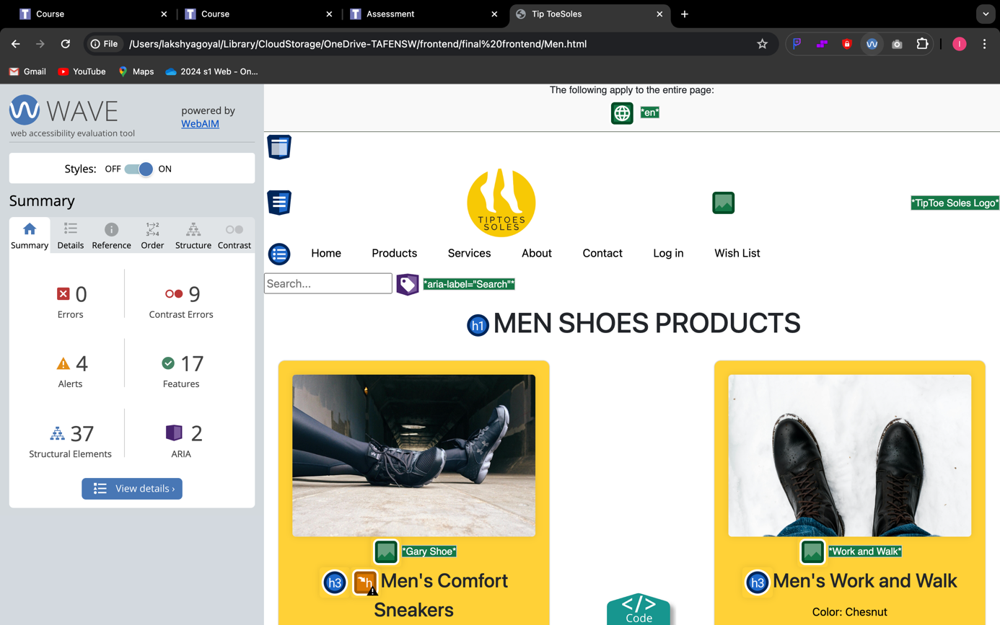 Course
Course
Assessment
Tip ToeSoles
File
/Users/lakshyagoyal/Library/CloudStorage/OneDrive-TAFENSW/frontend/final%20frontend/Men.html
Gmail
YouTube
Maps
2024 s1 Web - On...
WAVE
web accessibility evaluation tool
powered by
WebAIM
Styles: OFF ON
Summary
Summary Details Reference Order Structure Contrast
0
Errors
9
Contrast Errors
4
Alerts
17
Features
37
Structural Elements
2
ARIA
View details ›
The following apply to the entire page:
*en*
TIPTOES
SOLES
*TipToe Soles Logo*
Home Products Services About Contact Log in Wish List
Search...
*aria-label="Search"*
h1 MEN SHOES PRODUCTS
*Gary Shoe*
h3 h Men's Comfort
Sneakers
*Work and Walk*
h3 Men's Work and Walk
Color: Chesnut
</>
Code